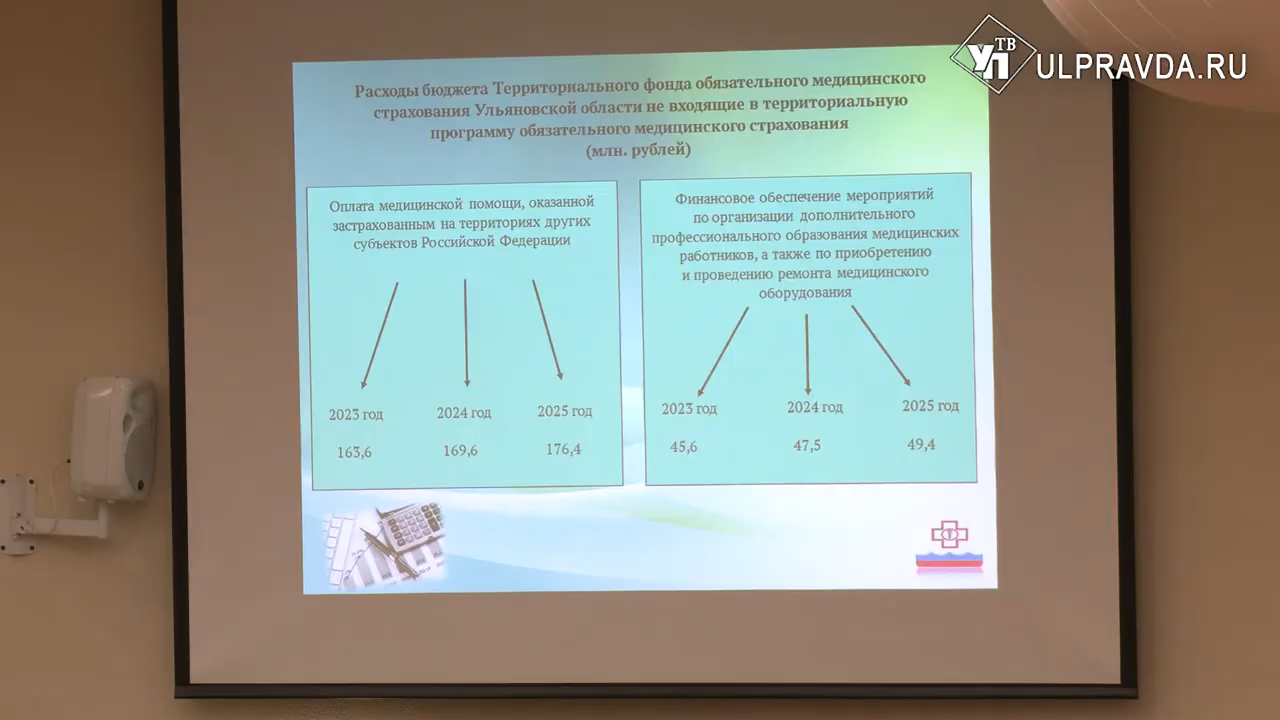 ТВ
УП
ULPRAVDA.RU
Расходы бюджета Территориального фонда обязательного медицинского
страхования Ульяновской области не входящие в территориальную
программу обязательного медицинского страхования
(млн. рублей)
Оплата медицинской помощи, оказанной
застрахованным на территориях других
субъектов Российской Федерации
2023 год 2024 год 2025 год
163,6 169,6 176,4
Финансовое обеспечение мероприятий
по организации дополнительного
профессионального образования медицинских
работников, а также по приобретению
и проведению ремонта медицинского
оборудования
2023 год 2024 год 2025 год
45,6 47,5 49,4